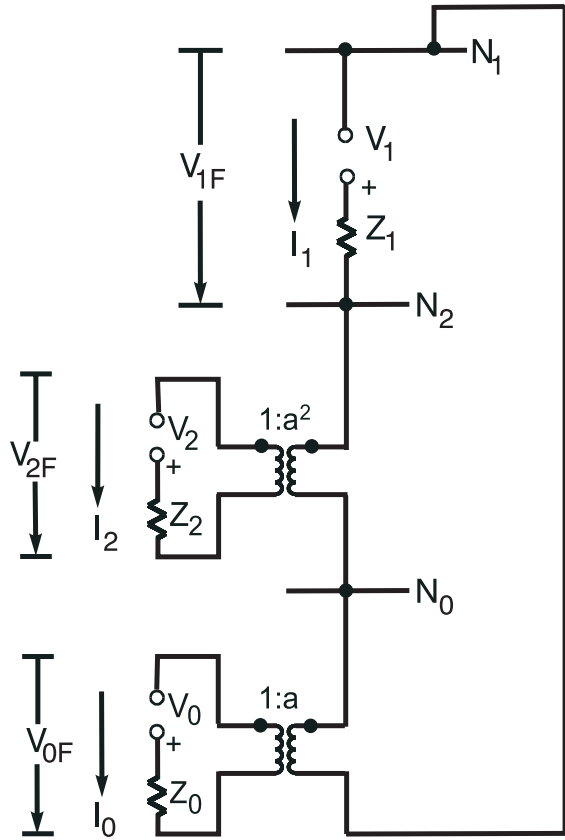 N₁
V₁
V₁F
+
Z₁
I₁
N₂
1:a²
V₂
V₂F
+
Z₂
I₂
N₀
1:a
V₀
V₀F
+
Z₀
I₀